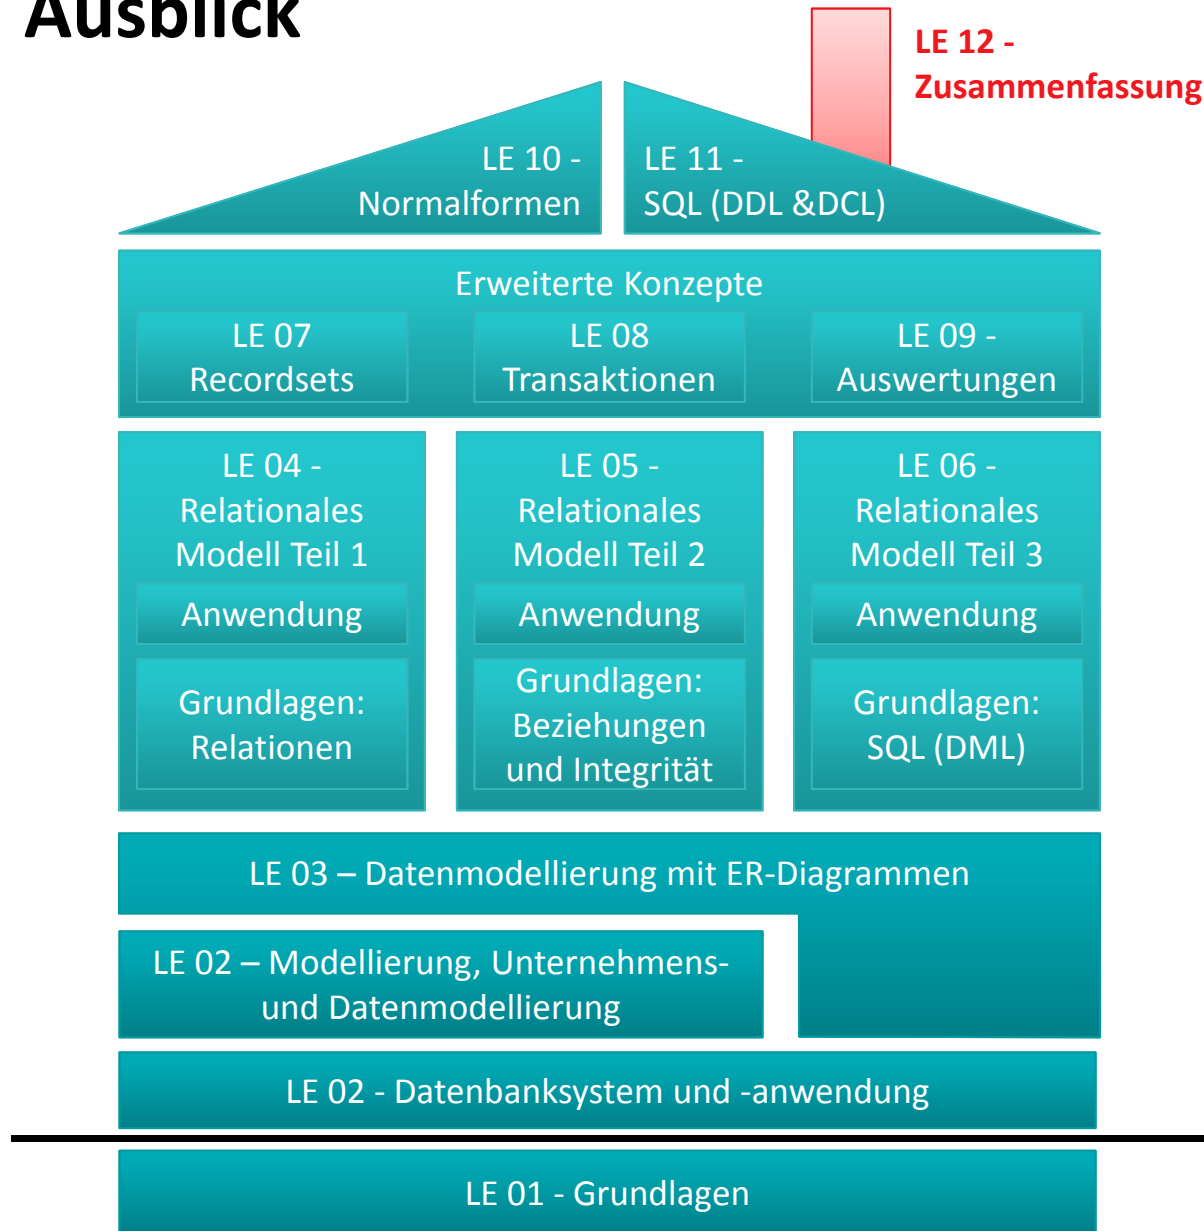 Ausblick
LE 12 -
Zusammenfassung
LE 10 -
Normalformen
LE 11 -
SQL (DDL &DCL)
Erweiterte Konzepte
LE 07
Recordsets
LE 08
Transaktionen
LE 09 -
Auswertungen
LE 04 -
Relationales
Modell Teil 1
Anwendung
Grundlagen:
Relationen
LE 05 -
Relationales
Modell Teil 2
Anwendung
Grundlagen:
Beziehungen
und Integrität
LE 06 -
Relationales
Modell Teil 3
Anwendung
Grundlagen:
SQL (DML)
LE 03 – Datenmodellierung mit ER-Diagrammen
LE 02 – Modellierung, Unternehmens-
und Datenmodellierung
LE 02 - Datenbanksystem und -anwendung
LE 01 - Grundlagen